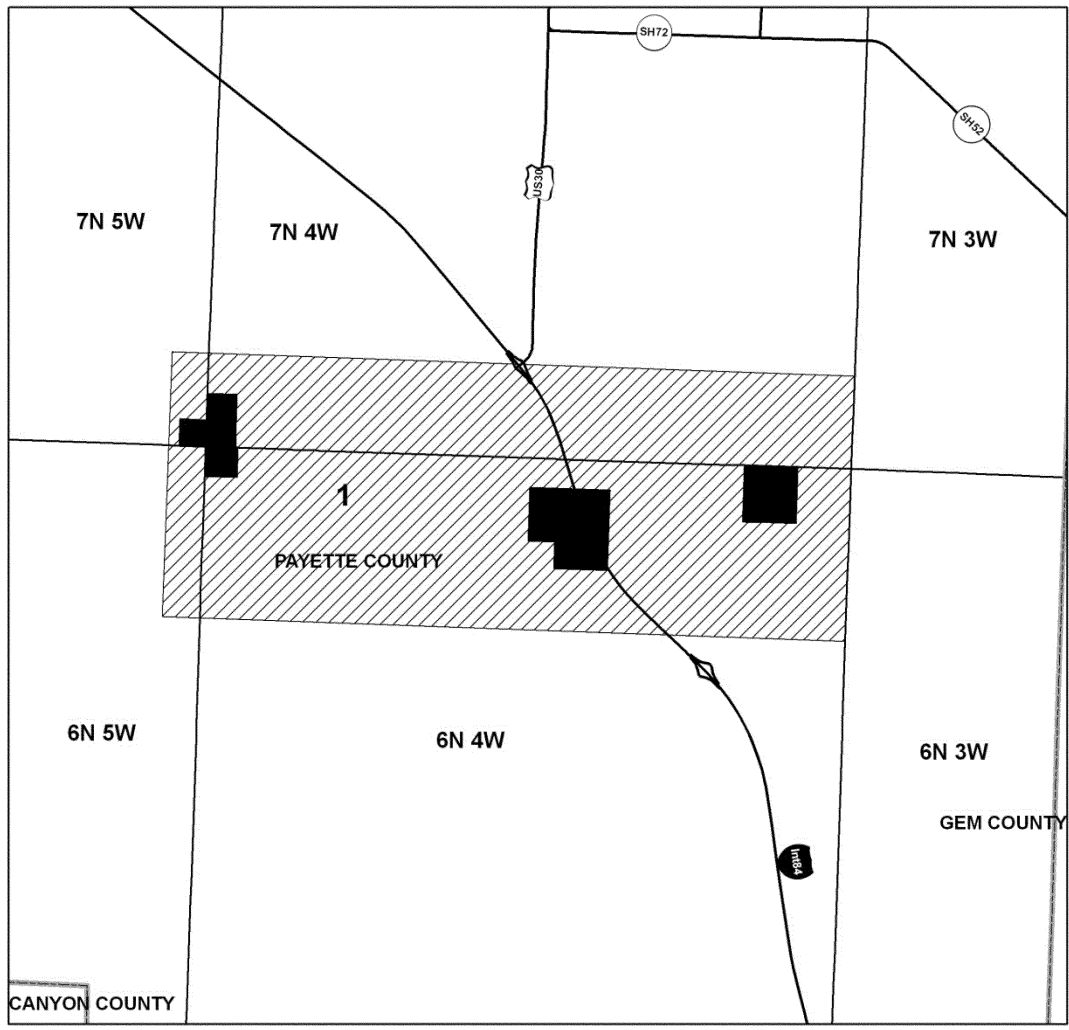 SH72
SH52
US30
7N 5W
7N 4W
7N 3W
1
PAYETTE COUNTY
6N 5W
6N 4W
6N 3W
GEM COUNTY
Int84
CANYON COUNTY